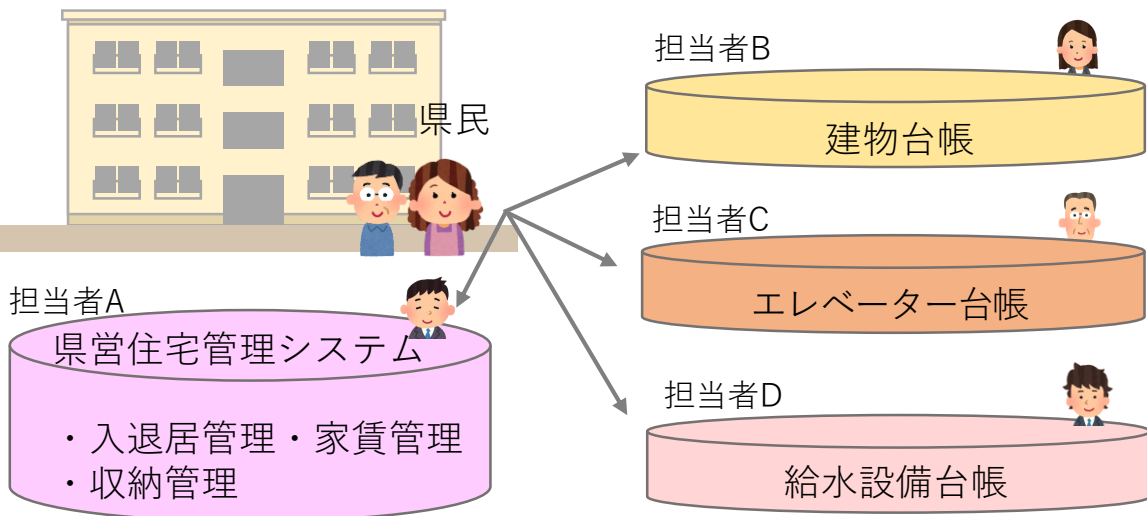 県民
担当者A
県営住宅管理システム
・入退居管理・家賃管理
・収納管理
担当者B
建物台帳
担当者C
エレベーター台帳
担当者D
給水設備台帳